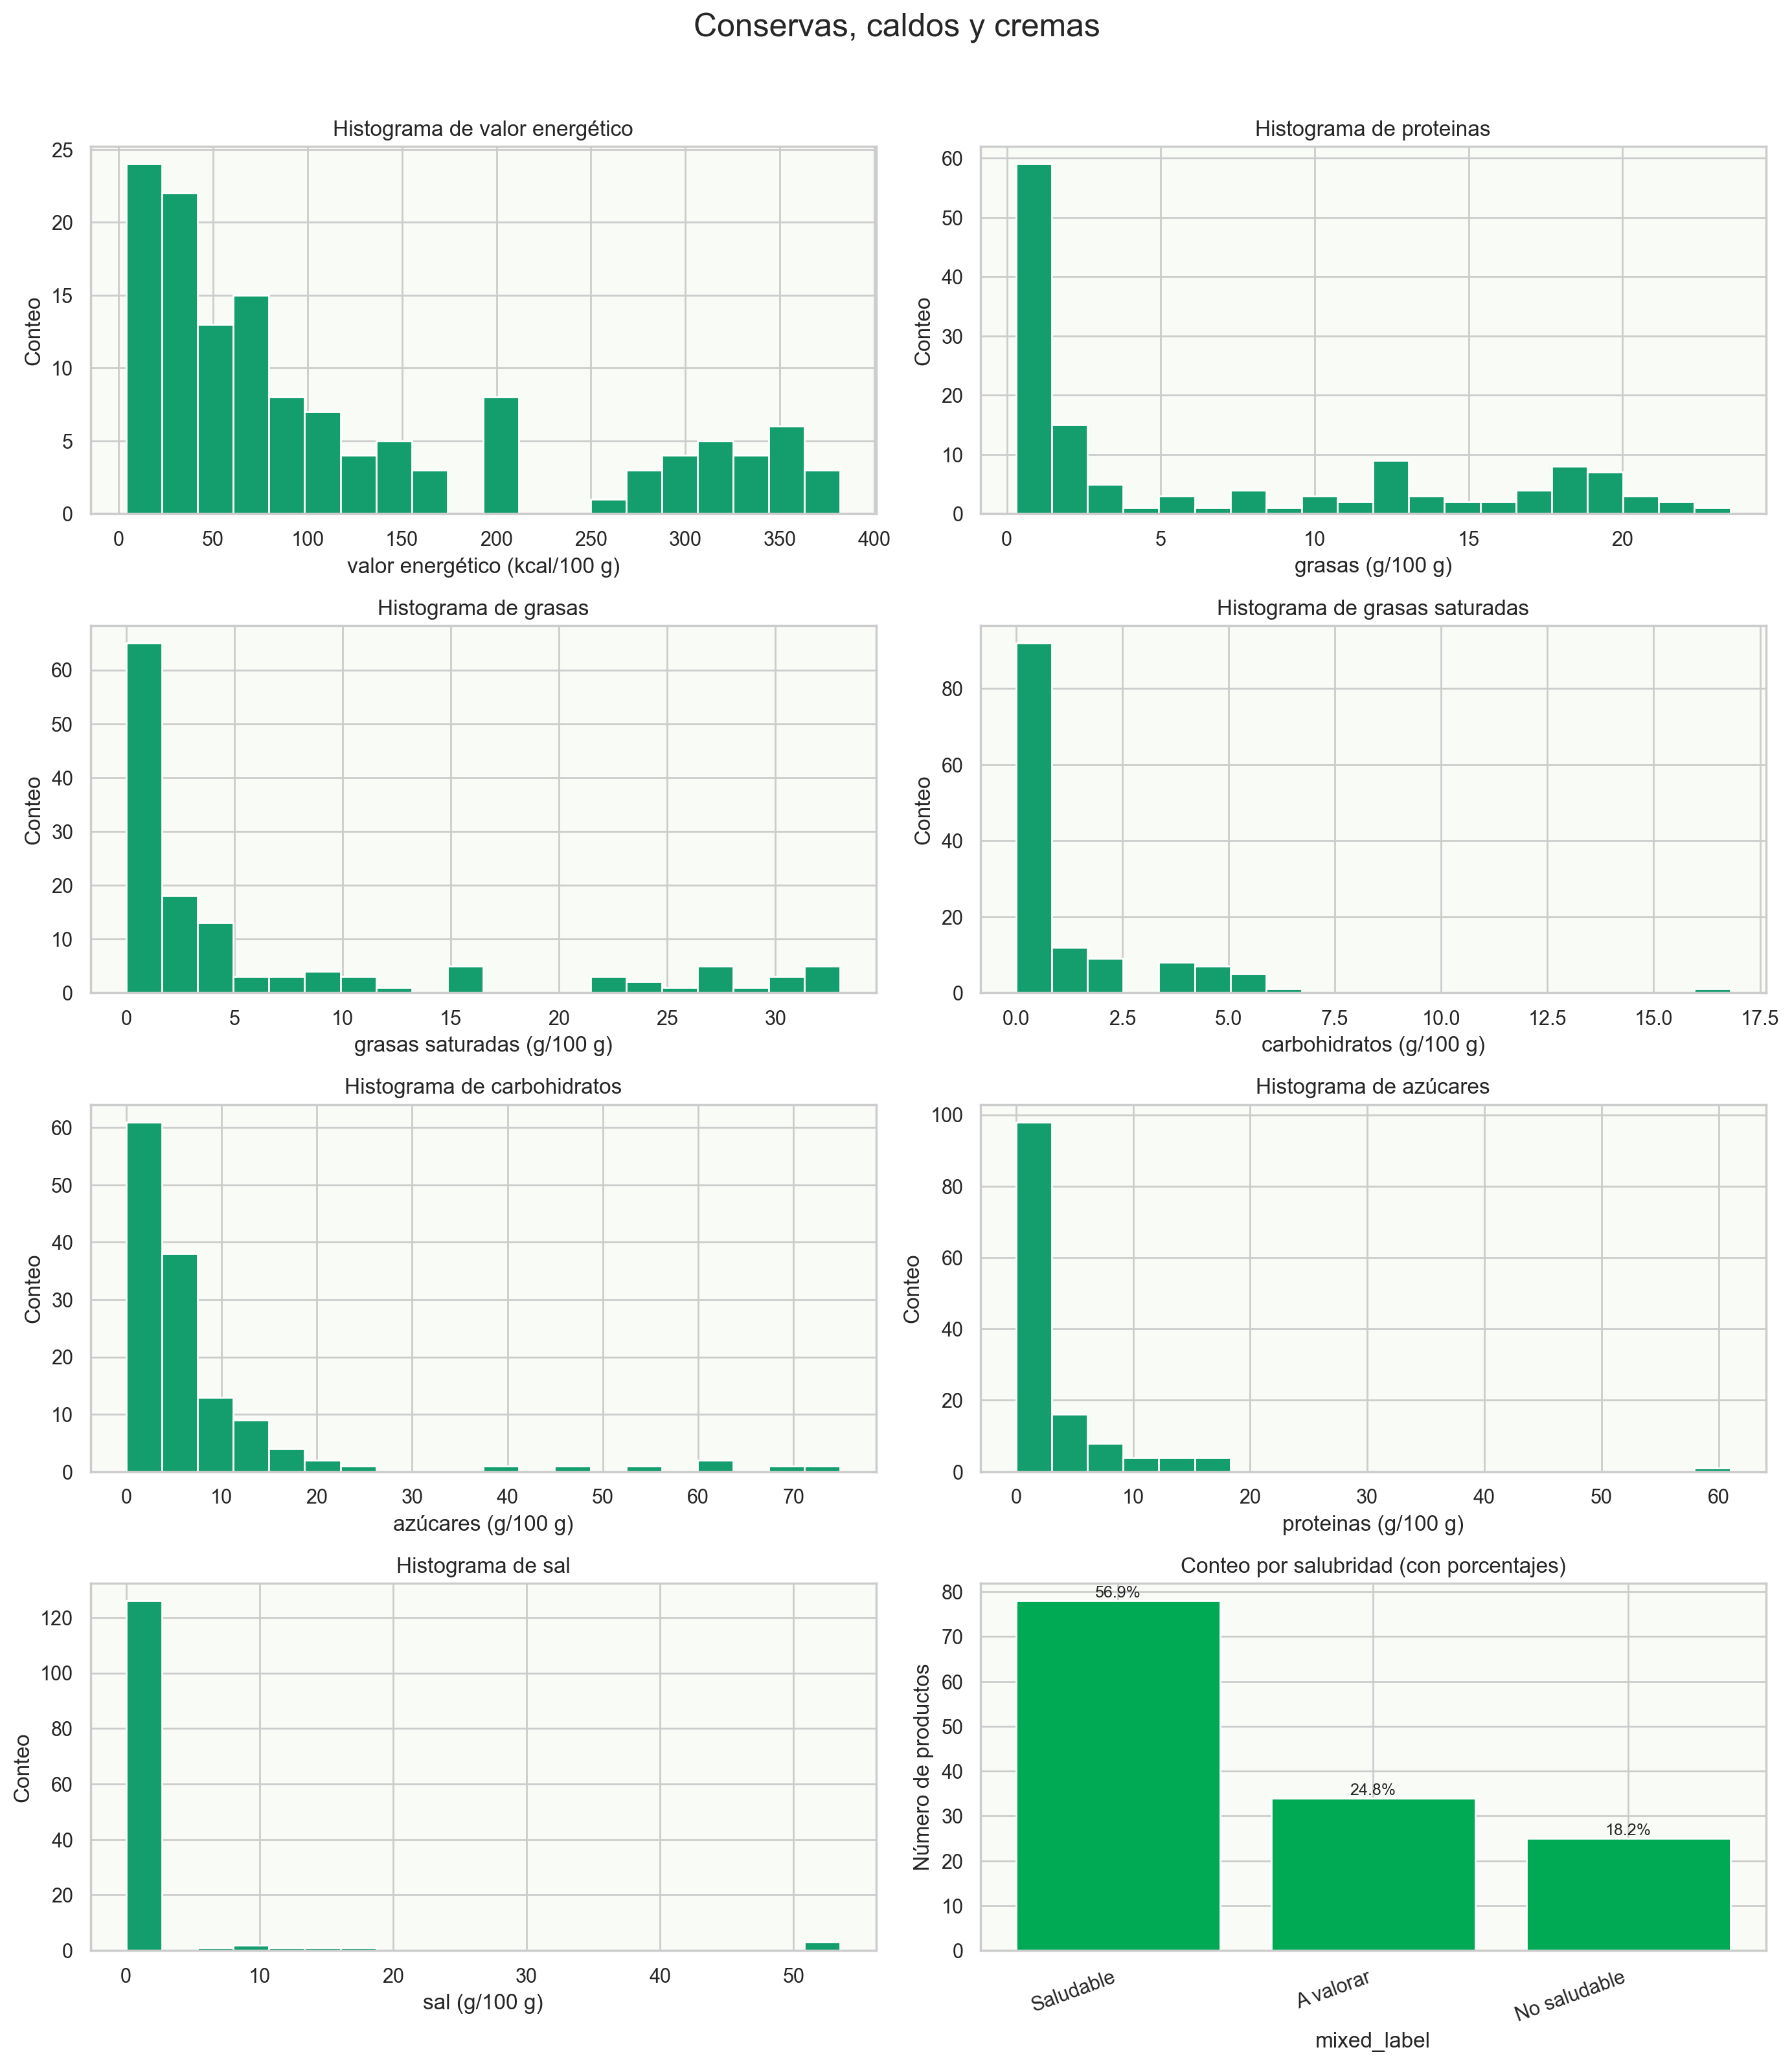 Conservas, caldos y cremas
Histograma de valor energético
25
20
15
10
5
0
Conteo
0 50 100 150 200 250 300 350 400
valor energético (kcal/100 g)
Histograma de proteinas
60
50
40
30
20
10
0
Conteo
0 5 10 15 20
grasas (g/100 g)
Histograma de grasas
60
50
40
30
20
10
0
Conteo
0 5 10 15 20 25 30
grasas saturadas (g/100 g)
Histograma de grasas saturadas
80
60
40
20
0
Conteo
0.0 2.5 5.0 7.5 10.0 12.5 15.0 17.5
carbohidratos (g/100 g)
Histograma de carbohidratos
60
50
40
30
20
10
0
Conteo
0 10 20 30 40 50 60 70
azúcares (g/100 g)
Histograma de azúcares
100
80
60
40
20
0
Conteo
0 10 20 30 40 50 60
proteinas (g/100 g)
Histograma de sal
120
100
80
60
40
20
0
Conteo
0 10 20 30 40 50
sal (g/100 g)
Conteo por salubridad (con porcentajes)
80
70
60
50
40
30
20
10
0
Número de productos
56.9%
24.8%
18.2%
Saludable
A valorar
No saludable
mixed_label